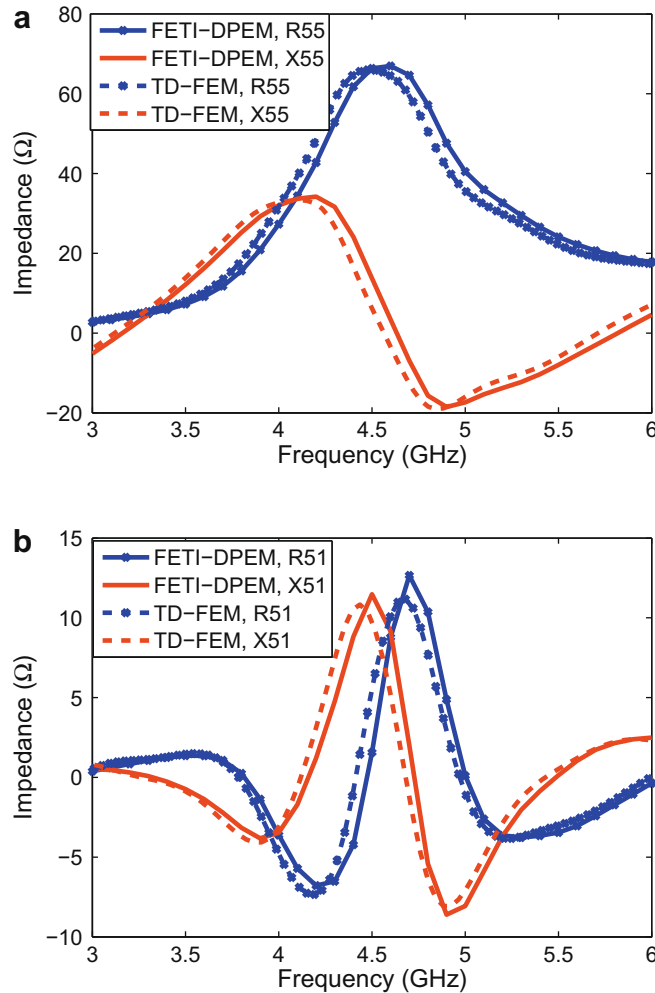 a
80
60
40
20
0
−20
Impedance (Ω)
FETI−DPEM, R55
FETI−DPEM, X55
TD−FEM, R55
TD−FEM, X55
3 3.5 4 4.5 5 5.5 6
Frequency (GHz)
b
15
10
5
0
−5
−10
Impedance (Ω)
FETI−DPEM, R51
FETI−DPEM, X51
TD−FEM, R51
TD−FEM, X51
3 3.5 4 4.5 5 5.5 6
Frequency (GHz)